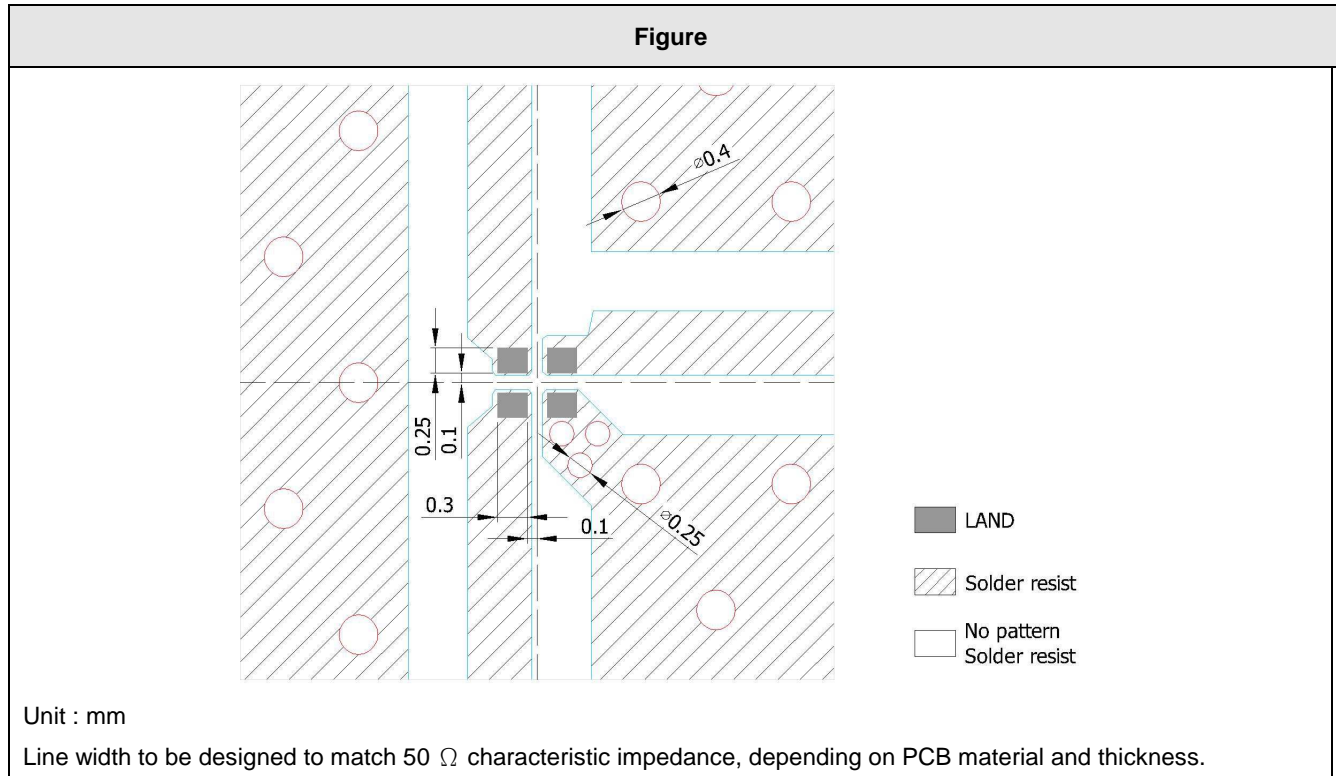 Figure
⌀0.4
0.25
0.1
0.3
0.1
⌀0.25
LAND
Solder resist
No pattern
Solder resist
Unit : mm
Line width to be designed to match 50 Ω characteristic impedance, depending on PCB material and thickness.